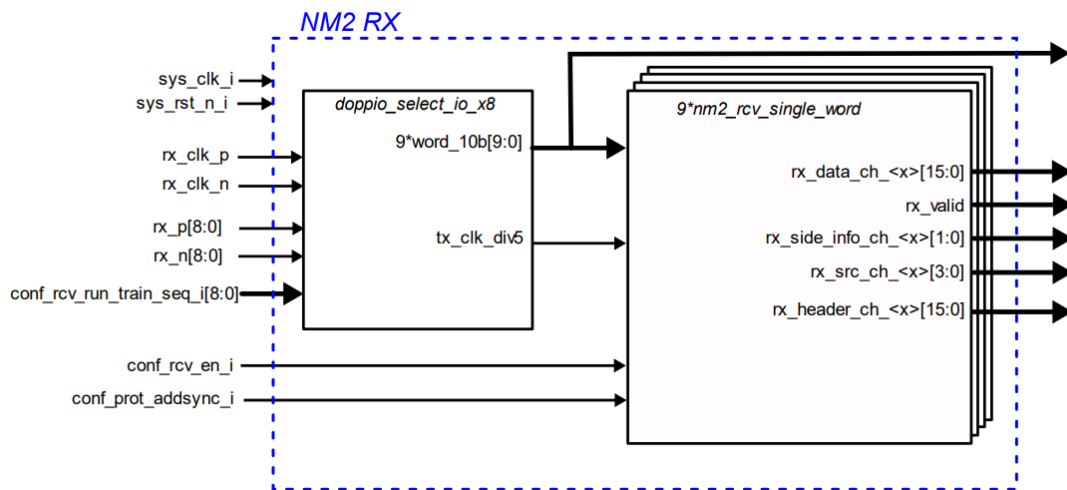 NM2 RX
sys_clk_i
sys_rst_n_i
doppio_select_io_x8
9*nm2_rcv_single_word
9*word_10b[9:0]
rx_clk_p
rx_clk_n
rx_data_ch_<x>[15:0]
rx_valid
rx_p[8:0]
tx_clk_div5
rx_side_info_ch_<x>[1:0]
rx_n[8:0]
rx_src_ch_<x>[3:0]
conf_rcv_run_train_seq_i[8:0]
rx_header_ch_<x>[15:0]
conf_rcv_en_i
conf_prot_addsync_i